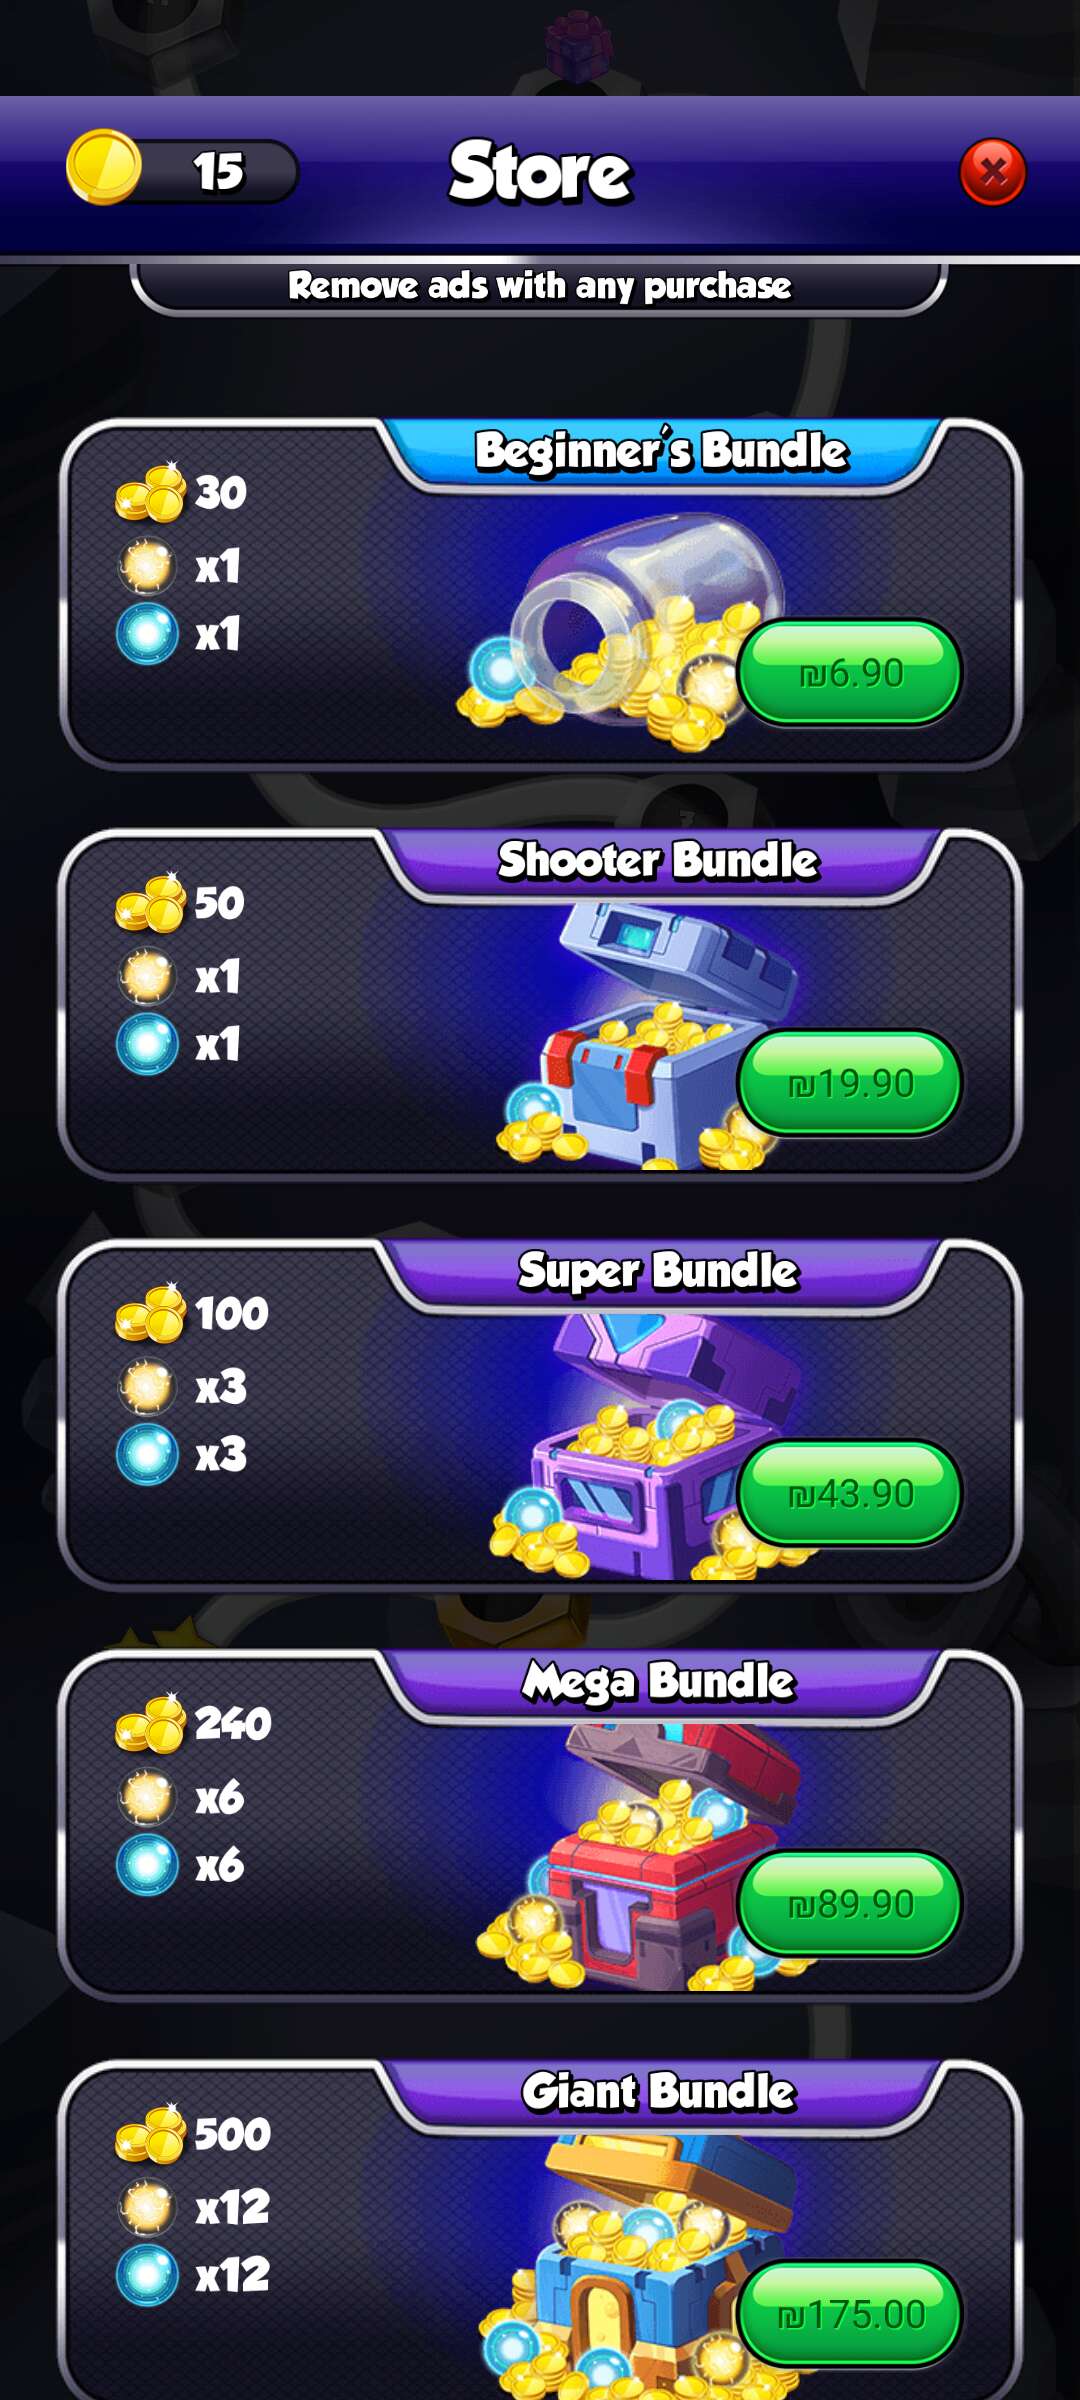 15
Store
Remove ads with any purchase
Beginner's Bundle
30
x1
x1
₪6.90
Shooter Bundle
50
x1
x1
₪19.90
Super Bundle
100
x3
x3
₪43.90
Mega Bundle
240
x6
x6
₪89.90
Giant Bundle
500
x12
x12
₪175.00